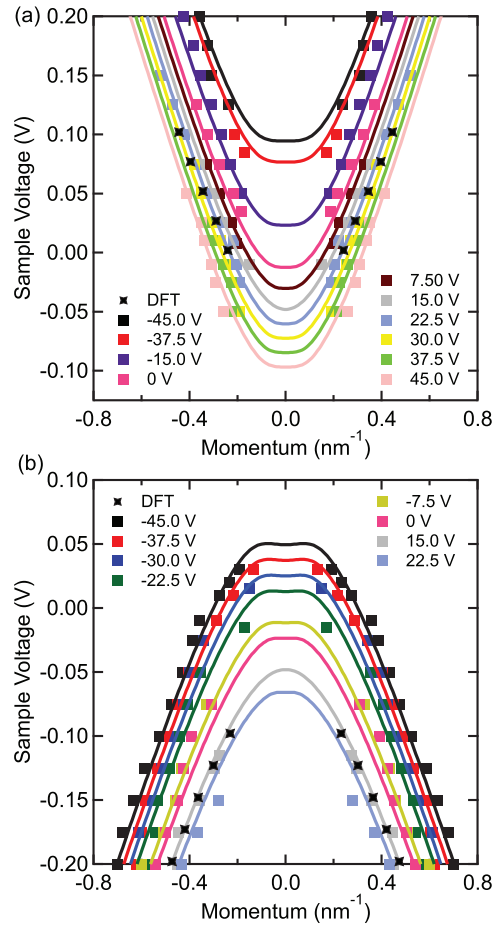 (a)
0.20
0.15
0.10
0.05
0.00
-0.05
-0.10
Sample Voltage (V)
DFT
-45.0 V
-37.5 V
-15.0 V
0 V
7.50 V
15.0 V
22.5 V
30.0 V
37.5 V
45.0 V
-0.8 -0.4 0.0 0.4 0.8
Momentum (nm⁻¹)
(b)
0.10
0.05
0.00
-0.05
-0.10
-0.15
-0.20
Sample Voltage (V)
DFT
-45.0 V
-37.5 V
-30.0 V
-22.5 V
-7.5 V
0 V
15.0 V
22.5 V
-0.8 -0.4 0.0 0.4 0.8
Momentum (nm⁻¹)